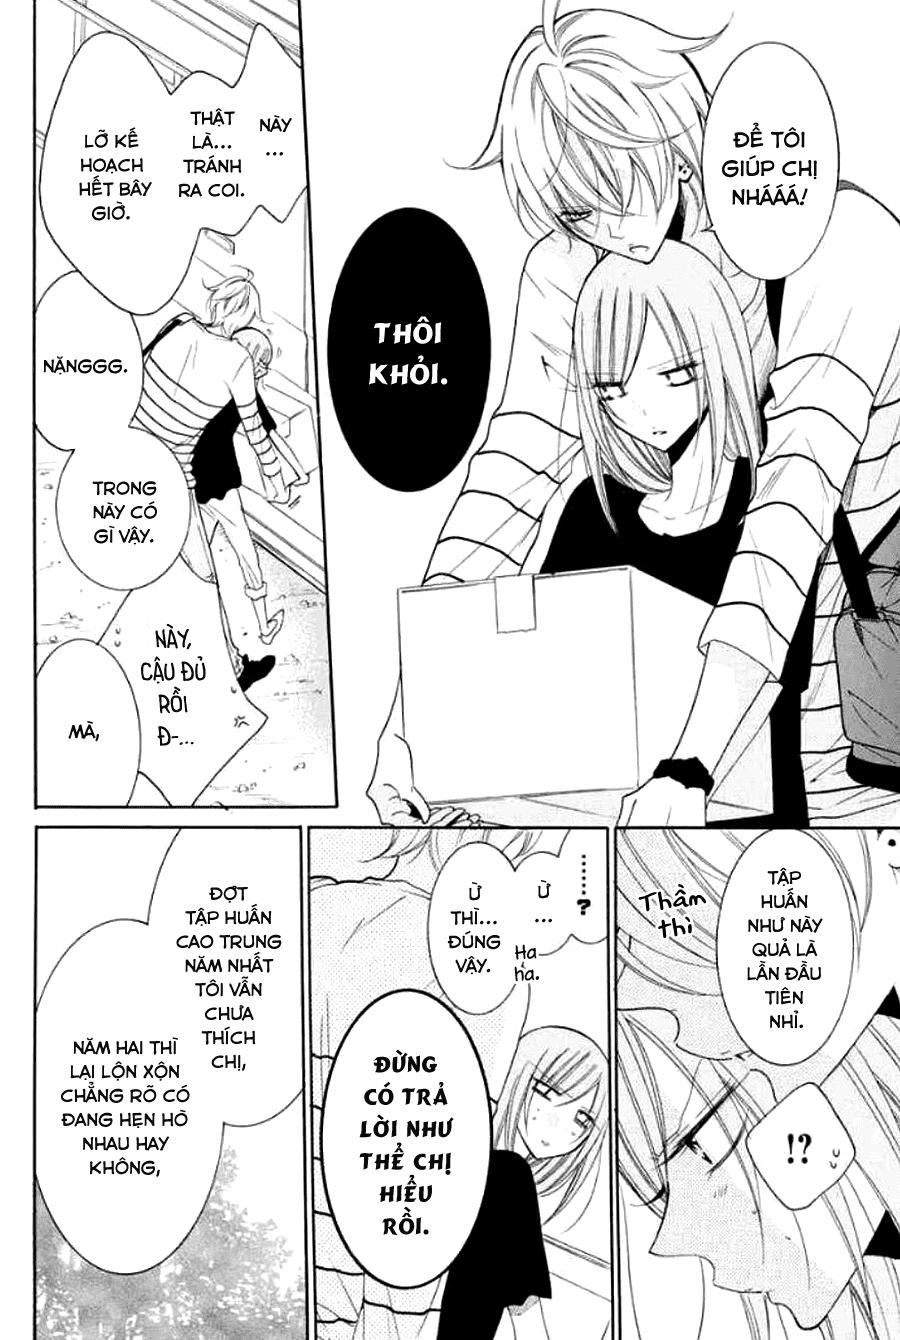 ĐỂ TÔI
GIÚP CHỊ
NHÁÁÁ!
THÔI
KHỎI.
NÀY
...
THẬT
LÀ...
TRÁNH
RA COI.
LỠ KẾ
HOẠCH
HẾT BÂY
GIỜ.
NẶNGGG.
TRONG
NÀY CÓ
GÌ VẬY.
NÀY,
CẬU ĐỦ
RỒI
Đ-...
MÀ,
TẬP
HUẤN
NHƯ NÀY
QUẢ LÀ
LẦN ĐẦU
TIÊN
NHỈ.
Thầm
thì
!?
......?
Ừ
...
Ừ
THÌ...
ĐÚNG
VẬY.
Ha
ha.
ĐỪNG
CÓ TRẢ
LỜI NHƯ
THỂ CHỊ
HIỂU
RỒI.
ĐỢT
TẬP HUẤN
CAO TRUNG
NĂM NHẤT
TÔI VẪN
CHƯA
THÍCH
CHỊ,
NĂM HAI THÌ
LẠI LỘN XỘN
CHẲNG RÕ CÓ
ĐANG HẸN HÒ
NHAU HAY
KHÔNG,